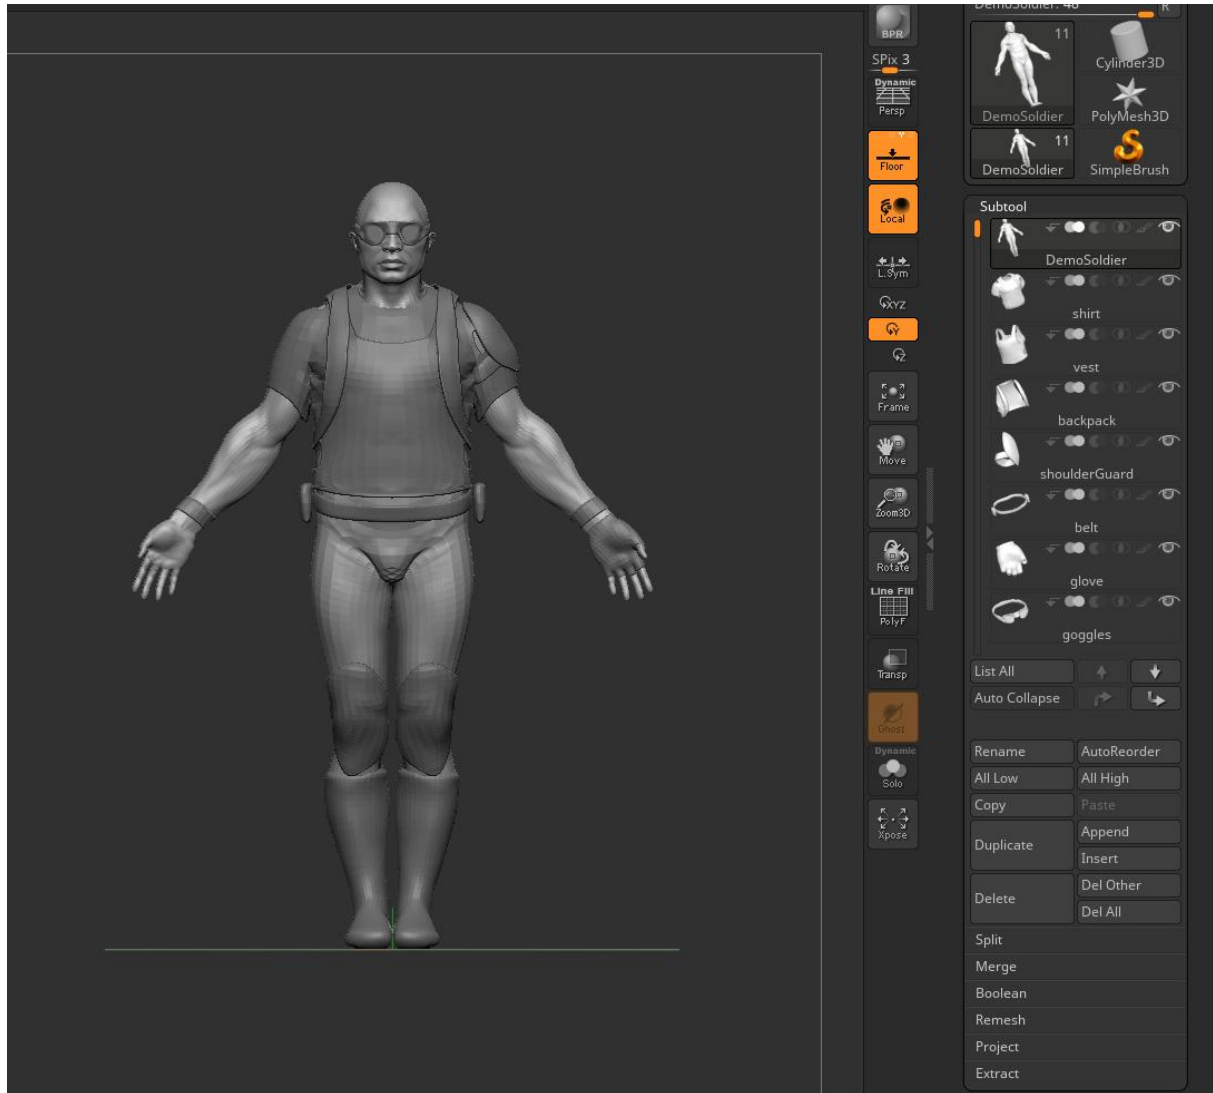 DemoSoldier. 48
R
BPR
SPix 3
Dynamic
Persp
Floor
Local
L.Sym
XYZ
Y
Z
Frame
Move
Zoom3D
Rotate
Line Fill
PolyF
Transp
Ghost
Dynamic
Solo
Xpose
11
DemoSoldier
Cylinder3D
PolyMesh3D
11
DemoSoldier
SimpleBrush
Subtool
DemoSoldier
shirt
vest
backpack
shoulderGuard
belt
glove
goggles
List All
Auto Collapse
Rename
AutoReorder
All Low
All High
Copy
Paste
Duplicate
Append
Insert
Delete
Del Other
Del All
Split
Merge
Boolean
Remesh
Project
Extract